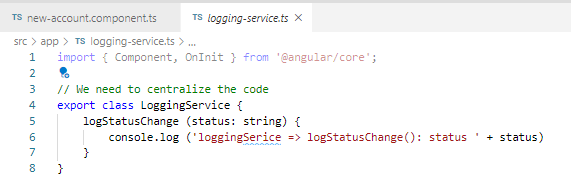 TS new-account.component.ts
TS logging-service.ts ×
src > app > TS logging-service.ts > ...
1 import { Component, OnInit } from '@angular/core';
2
3 // We need to centralize the code
4 export class LoggingService {
5 logStatusChange (status: string) {
6 console.log ('loggingSerice => logStatusChange(): status ' + status)
7 }
8 }